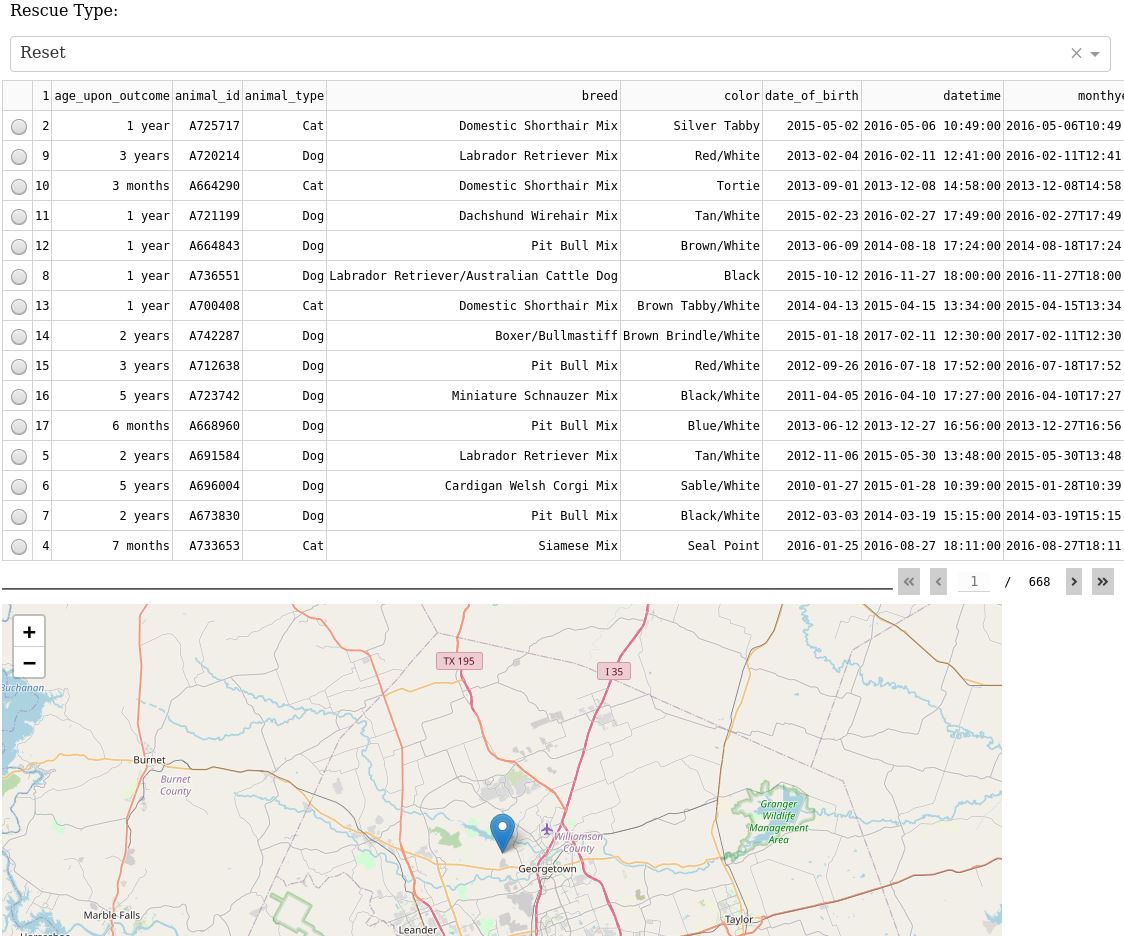 Rescue Type:
Reset
1 age_upon_outcome animal_id animal_type breed color date_of_birth datetime monthye
2 1 year A725717 Cat Domestic Shorthair Mix Silver Tabby 2015-05-02 2016-05-06 10:49:00 2016-05-06T10:49
9 3 years A720214 Dog Labrador Retriever Mix Red/White 2013-02-04 2016-02-11 12:41:00 2016-02-11T12:41
10 3 months A664290 Cat Domestic Shorthair Mix Tortie 2013-09-01 2013-12-08 14:58:00 2013-12-08T14:58
11 1 year A721199 Dog Dachshund Wirehair Mix Tan/White 2015-02-23 2016-02-27 17:49:00 2016-02-27T17:49
12 1 year A664843 Dog Pit Bull Mix Brown/White 2013-06-09 2014-08-18 17:24:00 2014-08-18T17:24
8 1 year A736551 Dog Labrador Retriever/Australian Cattle Dog Black 2015-10-12 2016-11-27 18:00:00 2016-11-27T18:00
13 1 year A700408 Cat Domestic Shorthair Mix Brown Tabby/White 2014-04-13 2015-04-15 13:34:00 2015-04-15T13:34
14 2 years A742287 Dog Boxer/Bullmastiff Brown Brindle/White 2015-01-18 2017-02-11 12:30:00 2017-02-11T12:30
15 3 years A712638 Dog Pit Bull Mix Red/White 2012-09-26 2016-07-18 17:52:00 2016-07-18T17:52
16 5 years A723742 Dog Miniature Schnauzer Mix Black/White 2011-04-05 2016-04-10 17:27:00 2016-04-10T17:27
17 6 months A668960 Dog Pit Bull Mix Blue/White 2013-06-12 2013-12-27 16:56:00 2013-12-27T16:56
5 2 years A691584 Dog Labrador Retriever Mix Tan/White 2012-11-06 2015-05-30 13:48:00 2015-05-30T13:48
6 5 years A696004 Dog Cardigan Welsh Corgi Mix Sable/White 2010-01-27 2015-01-28 10:39:00 2015-01-28T10:39
7 2 years A673830 Dog Pit Bull Mix Black/White 2012-03-03 2014-03-19 15:15:00 2014-03-19T15:15
4 7 months A733653 Cat Siamese Mix Seal Point 2016-01-25 2016-08-27 18:11:00 2016-08-27T18:11
1 / 668
+
−
TX 195
I 35
Buchanan
Burnet
Burnet
County
Granger
Wildlife
Management
Area
Williamson
County
Georgetown
Marble Falls
Taylor
Leander